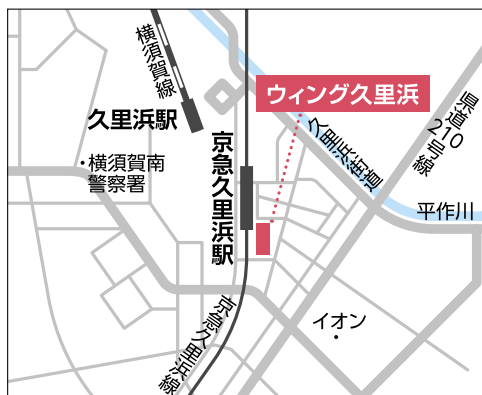 横須賀線
久里浜駅
ウィング久里浜
県道210号線
久里浜街道
・横須賀南
警察署
京急久里浜駅
平作川
イオン
・
京急久里浜線